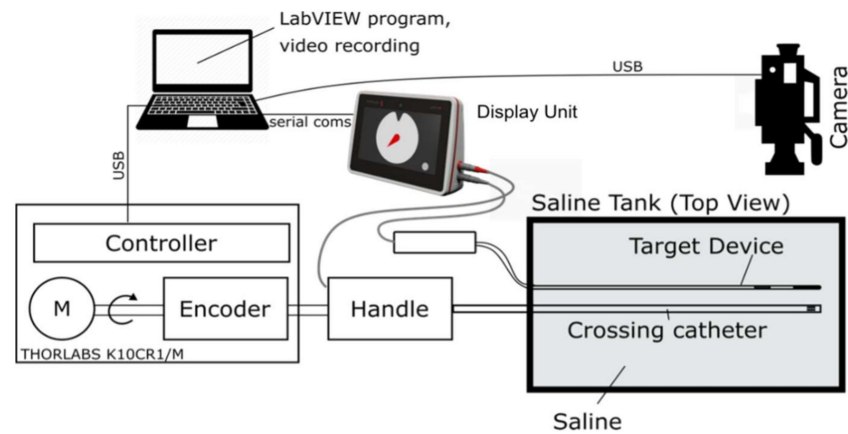 LabVIEW program,
video recording
USB
serial coms
Display Unit
Camera
USB
Saline Tank (Top View)
Controller
Target Device
M
Encoder
Handle
Crossing catheter
THORLABS K10CR1/M
Saline